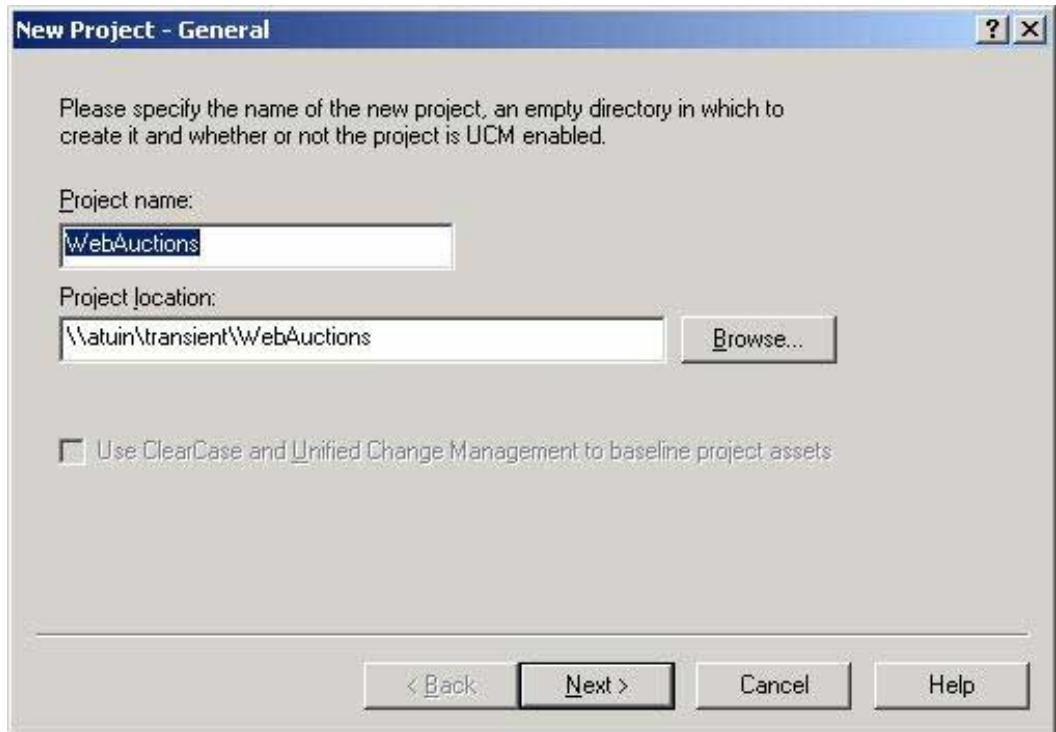 New Project - General
Please specify the name of the new project, an empty directory in which to
create it and whether or not the project is UCM enabled.
Project name:
WebAuctions
Project location:
\\atuin\transient\WebAuctions
Browse...
Use ClearCase and Unified Change Management to baseline project assets
< Back
Next >
Cancel
Help